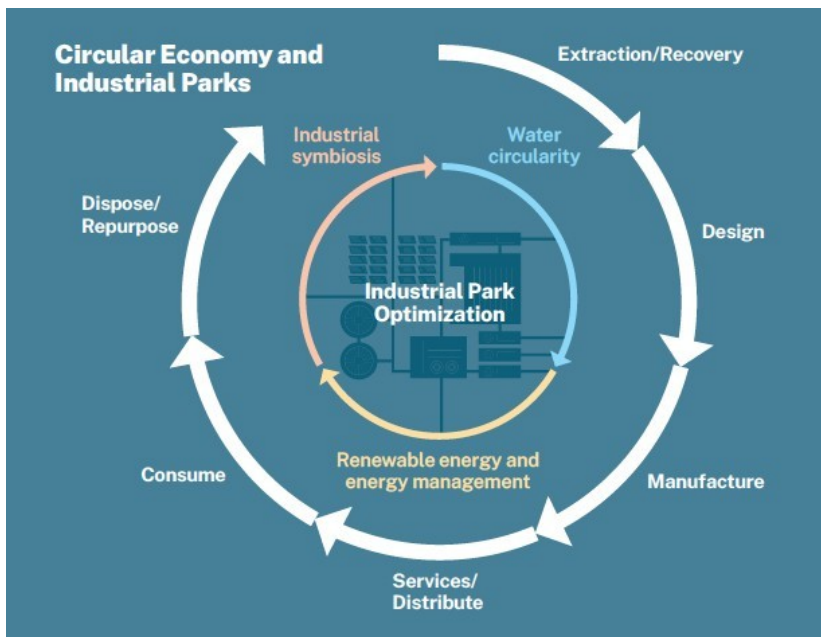 Circular Economy and
Industrial Parks
Extraction/Recovery
Industrial
symbiosis
Water
circularity
Dispose/
Repurpose
Design
Industrial Park
Optimization
Renewable energy and
energy management
Consume
Manufacture
Services/
Distribute